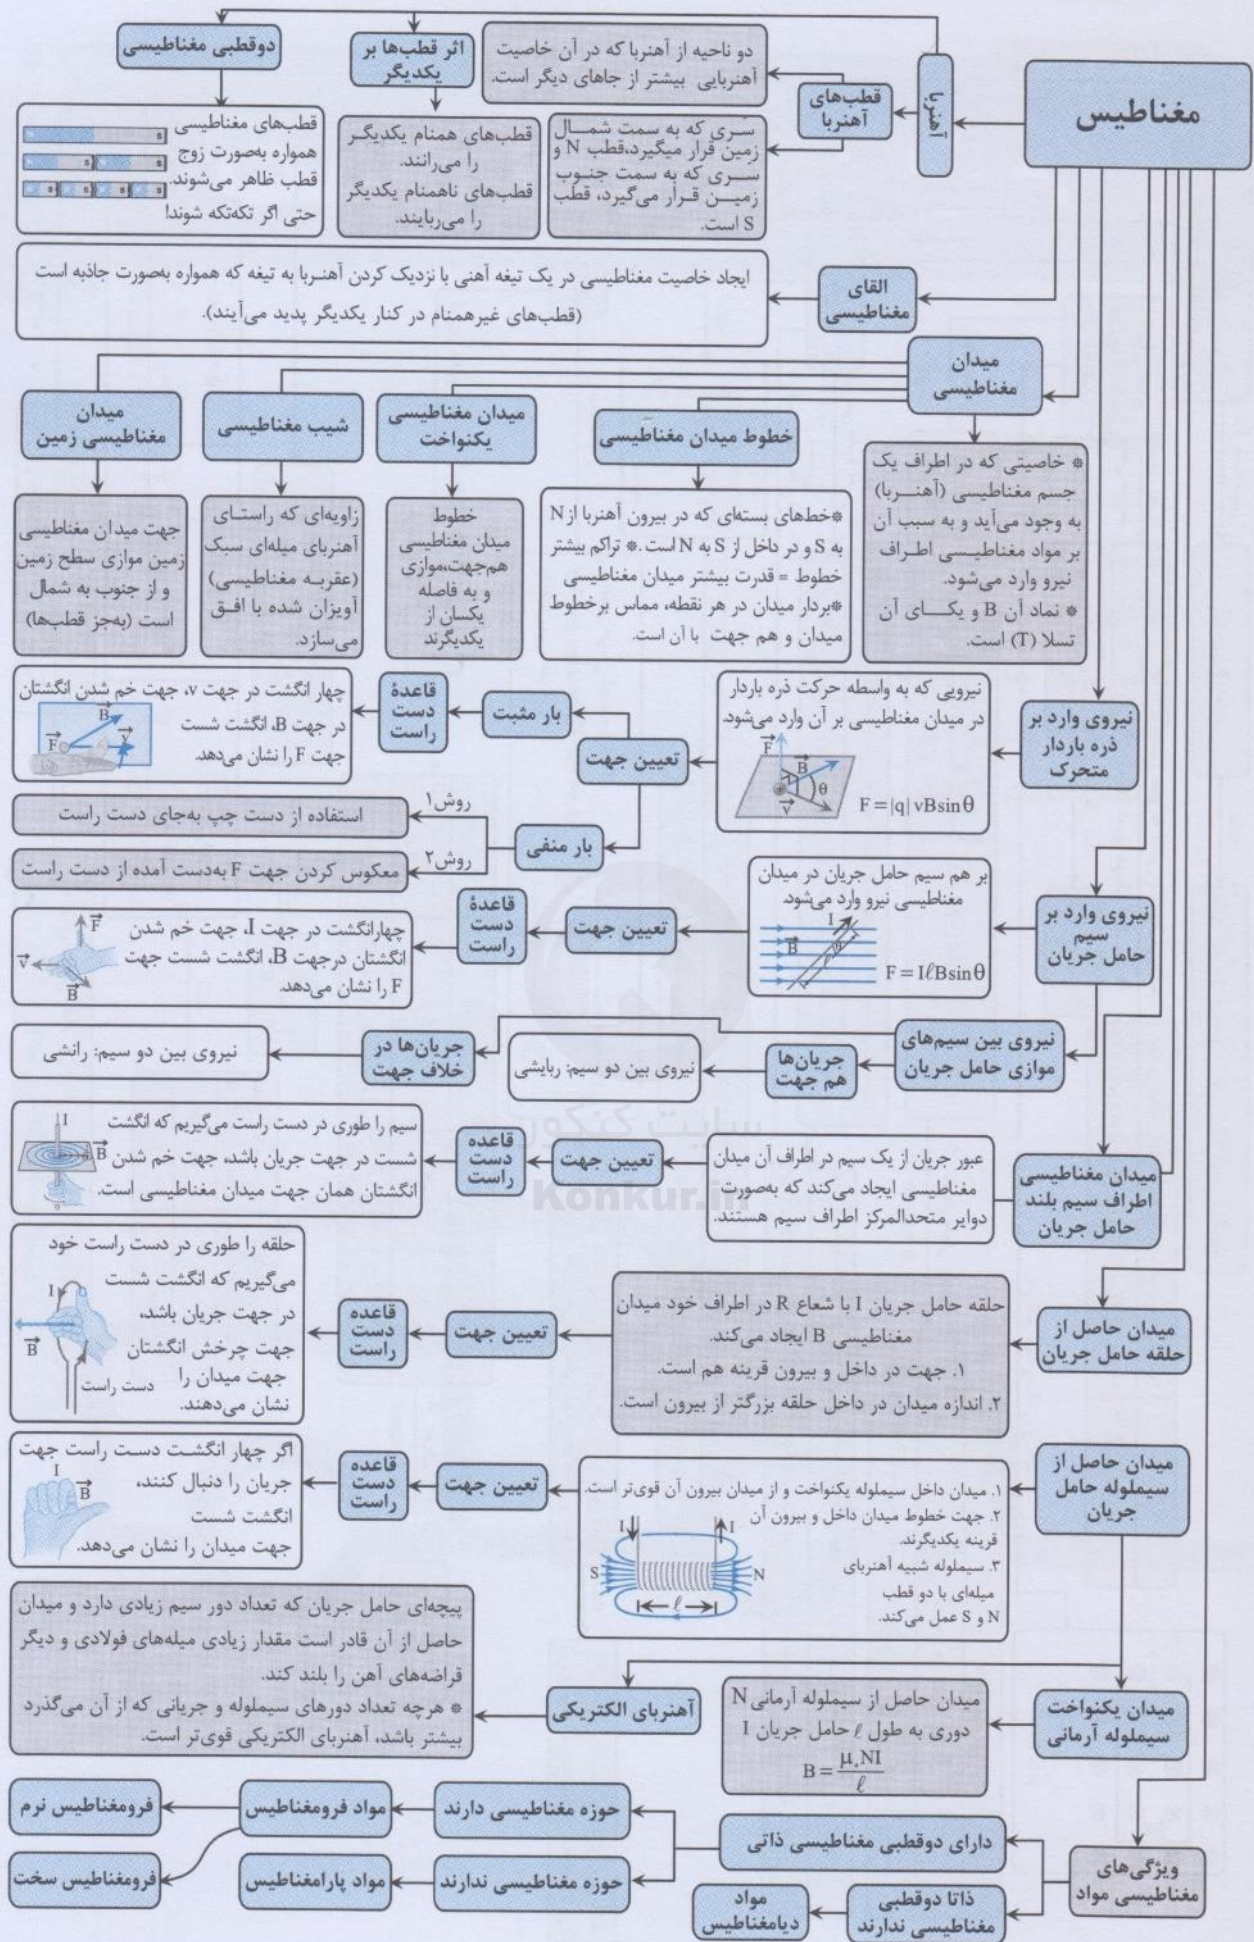 مغناطیس
آهنربا
قطب‌های
آهنربا
دو ناحیه از آهنربا که در آن خاصیت
آهنربایی بیشتر از جاهای دیگر است.
سری که به سمت شمال
زمین قرار میگیرد،قطب N و
سری که به سمت جنوب
زمین قرار می‌گیرد، قطب
S است.
اثر قطب‌ها بر
یکدیگر
قطب‌های همنام یکدیگر
را می‌رانند.
قطب‌های ناهمنام یکدیگر
را می‌ربایند.
دوقطبی مغناطیسی
قطب‌های مغناطیسی
همواره به‌صورت زوج
قطب ظاهر می‌شوند.
حتی اگر تکه‌تکه شوند!
S
S S
S S S S
القای
مغناطیسی
ایجاد خاصیت مغناطیسی در یک تیغه آهنی با نزدیک کردن آهنربا به تیغه که همواره به‌صورت جاذبه است
(قطب‌های غیرهمنام در کنار یکدیگر پدید می‌آیند).
میدان
مغناطیسی
* خاصیتی که در اطراف یک
جسم مغناطیسی (آهنربا)
به وجود می‌آید و به سبب آن
بر مواد مغناطیسی اطراف
نیرو وارد می‌شود.
* نماد آن B و یکای آن
تسلا (T) است.
خطوط میدان مغناطیسی
*خط‌های بسته‌ای که در بیرون آهنربا از N
به S و در داخل از S به N است.* تراکم بیشتر
خطوط = قدرت بیشتر میدان مغناطیسی
*بردار میدان در هر نقطه، مماس برخطوط
میدان و هم جهت با آن است.
میدان مغناطیسی
یکنواخت
خطوط
میدان مغناطیسی
هم‌جهت،موازی
و به فاصله
یکسان از
یکدیگرند
شیب مغناطیسی
زاویه‌ای که راستای
آهنربای میله‌ای سبک
(عقربه مغناطیسی)
آویزان شده با افق
می‌سازد.
میدان
مغناطیسی زمین
جهت میدان مغناطیسی
زمین موازی سطح زمین
و از جنوب به شمال
است (به‌جز قطب‌ها)
نیروی وارد بر
ذره باردار
متحرک
نیرویی که به واسطه حرکت ذره باردار
در میدان مغناطیسی بر آن وارد می‌شود.
F B θ v
F=|q| vBsinθ
تعیین جهت
بار مثبت
قاعدهٔ
دست
راست
چهار انگشت در جهت v، جهت خم شدن انگشتان
در جهت B، انگشت شست
جهت F را نشان می‌دهد.
B F v
بار منفی
روش۱
استفاده از دست چپ به‌جای دست راست
روش۲
معکوس کردن جهت F به‌دست آمده از دست راست
نیروی وارد بر
سیم
حامل جریان
بر هم سیم حامل جریان در میدان
مغناطیسی نیرو وارد می‌شود.
I B
F=IℓBsinθ
تعیین جهت
قاعدهٔ
دست
راست
چهارانگشت در جهت I، جهت خم شدن
انگشتان درجهت B، انگشت شست جهت
F را نشان می‌دهد.
F v B
نیروی بین سیم‌های
موازی حامل جریان
جریان‌ها
هم جهت
نیروی بین دو سیم: ربایشی
جریان‌ها در
خلاف جهت
نیروی بین دو سیم: رانشی
میدان مغناطیسی
اطراف سیم بلند
حامل جریان
عبور جریان از یک سیم در اطراف آن میدان
مغناطیسی ایجاد می‌کند که به‌صورت
دوایر متحدالمرکز اطراف سیم هستند.
تعیین جهت
قاعده
دست
راست
سیم را طوری در دست راست می‌گیریم که انگشت
شست در جهت جریان باشد، جهت خم شدن
انگشتان همان جهت میدان مغناطیسی است.
I B
سایت کنکور
Konkur.in
میدان حاصل از
حلقه حامل جریان
حلقه حامل جریان I با شعاع R در اطراف خود میدان
مغناطیسی B ایجاد می‌کند.
۱. جهت در داخل و بیرون قرینه هم است.
۲. اندازه میدان در داخل حلقه بزرگتر از بیرون است.
تعیین جهت
قاعده
دست
راست
حلقه را طوری در دست راست خود
می‌گیریم که انگشت شست
در جهت جریان باشد،
جهت چرخش انگشتان
جهت میدان را
نشان می‌دهند.
I B
دست راست
میدان حاصل از
سیملوله حامل
جریان
۱. میدان داخل سیملوله یکنواخت و از میدان بیرون آن قوی‌تر است.
۲. جهت خطوط میدان داخل و بیرون آن
قرینه یکدیگرند.
۳. سیملوله شبیه آهنربای
میله‌ای با دو قطب
N و S عمل می‌کند.
I I
S N
ℓ
تعیین جهت
قاعده
دست
راست
اگر چهار انگشت دست راست جهت
جریان را دنبال کنند،
انگشت شست
جهت میدان را نشان می‌دهد.
I B
میدان یکنواخت
سیملوله آرمانی
میدان حاصل از سیملوله آرمانی N
دوری به طول ℓ حامل جریان I
B=μ₀NI/ℓ
آهنربای الکتریکی
پیچه‌ای حامل جریان که تعداد دور سیم زیادی دارد و میدان
حاصل از آن قادر است مقدار زیادی میله‌های فولادی و دیگر
قراضه‌های آهن را بلند کند.
* هرچه تعداد دورهای سیملوله و جریانی که از آن می‌گذرد
بیشتر باشد، آهنربای الکتریکی قوی‌تر است.
ویژگی‌های
مغناطیسی مواد
دارای دوقطبی مغناطیسی ذاتی
حوزه مغناطیسی دارند
مواد فرومغناطیس
فرومغناطیس نرم
فرومغناطیس سخت
حوزه مغناطیسی ندارند
مواد پارامغناطیس
ذاتا دوقطبی
مغناطیسی ندارند
مواد
دیامغناطیس